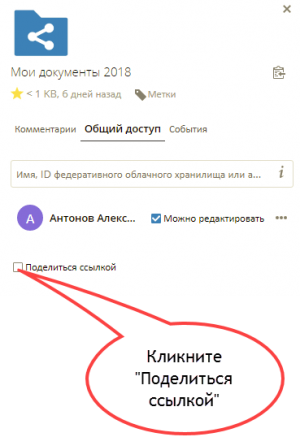 Мои документы 2018
< 1 КВ, 6 дней назад Метки
Комментарии Общий доступ События
Имя, ID федеративного облачного хранилища или а... i
А Антонов Алекс... Можно редактировать •••
Поделиться ссылкой
Кликните
"Поделиться
ссылкой"